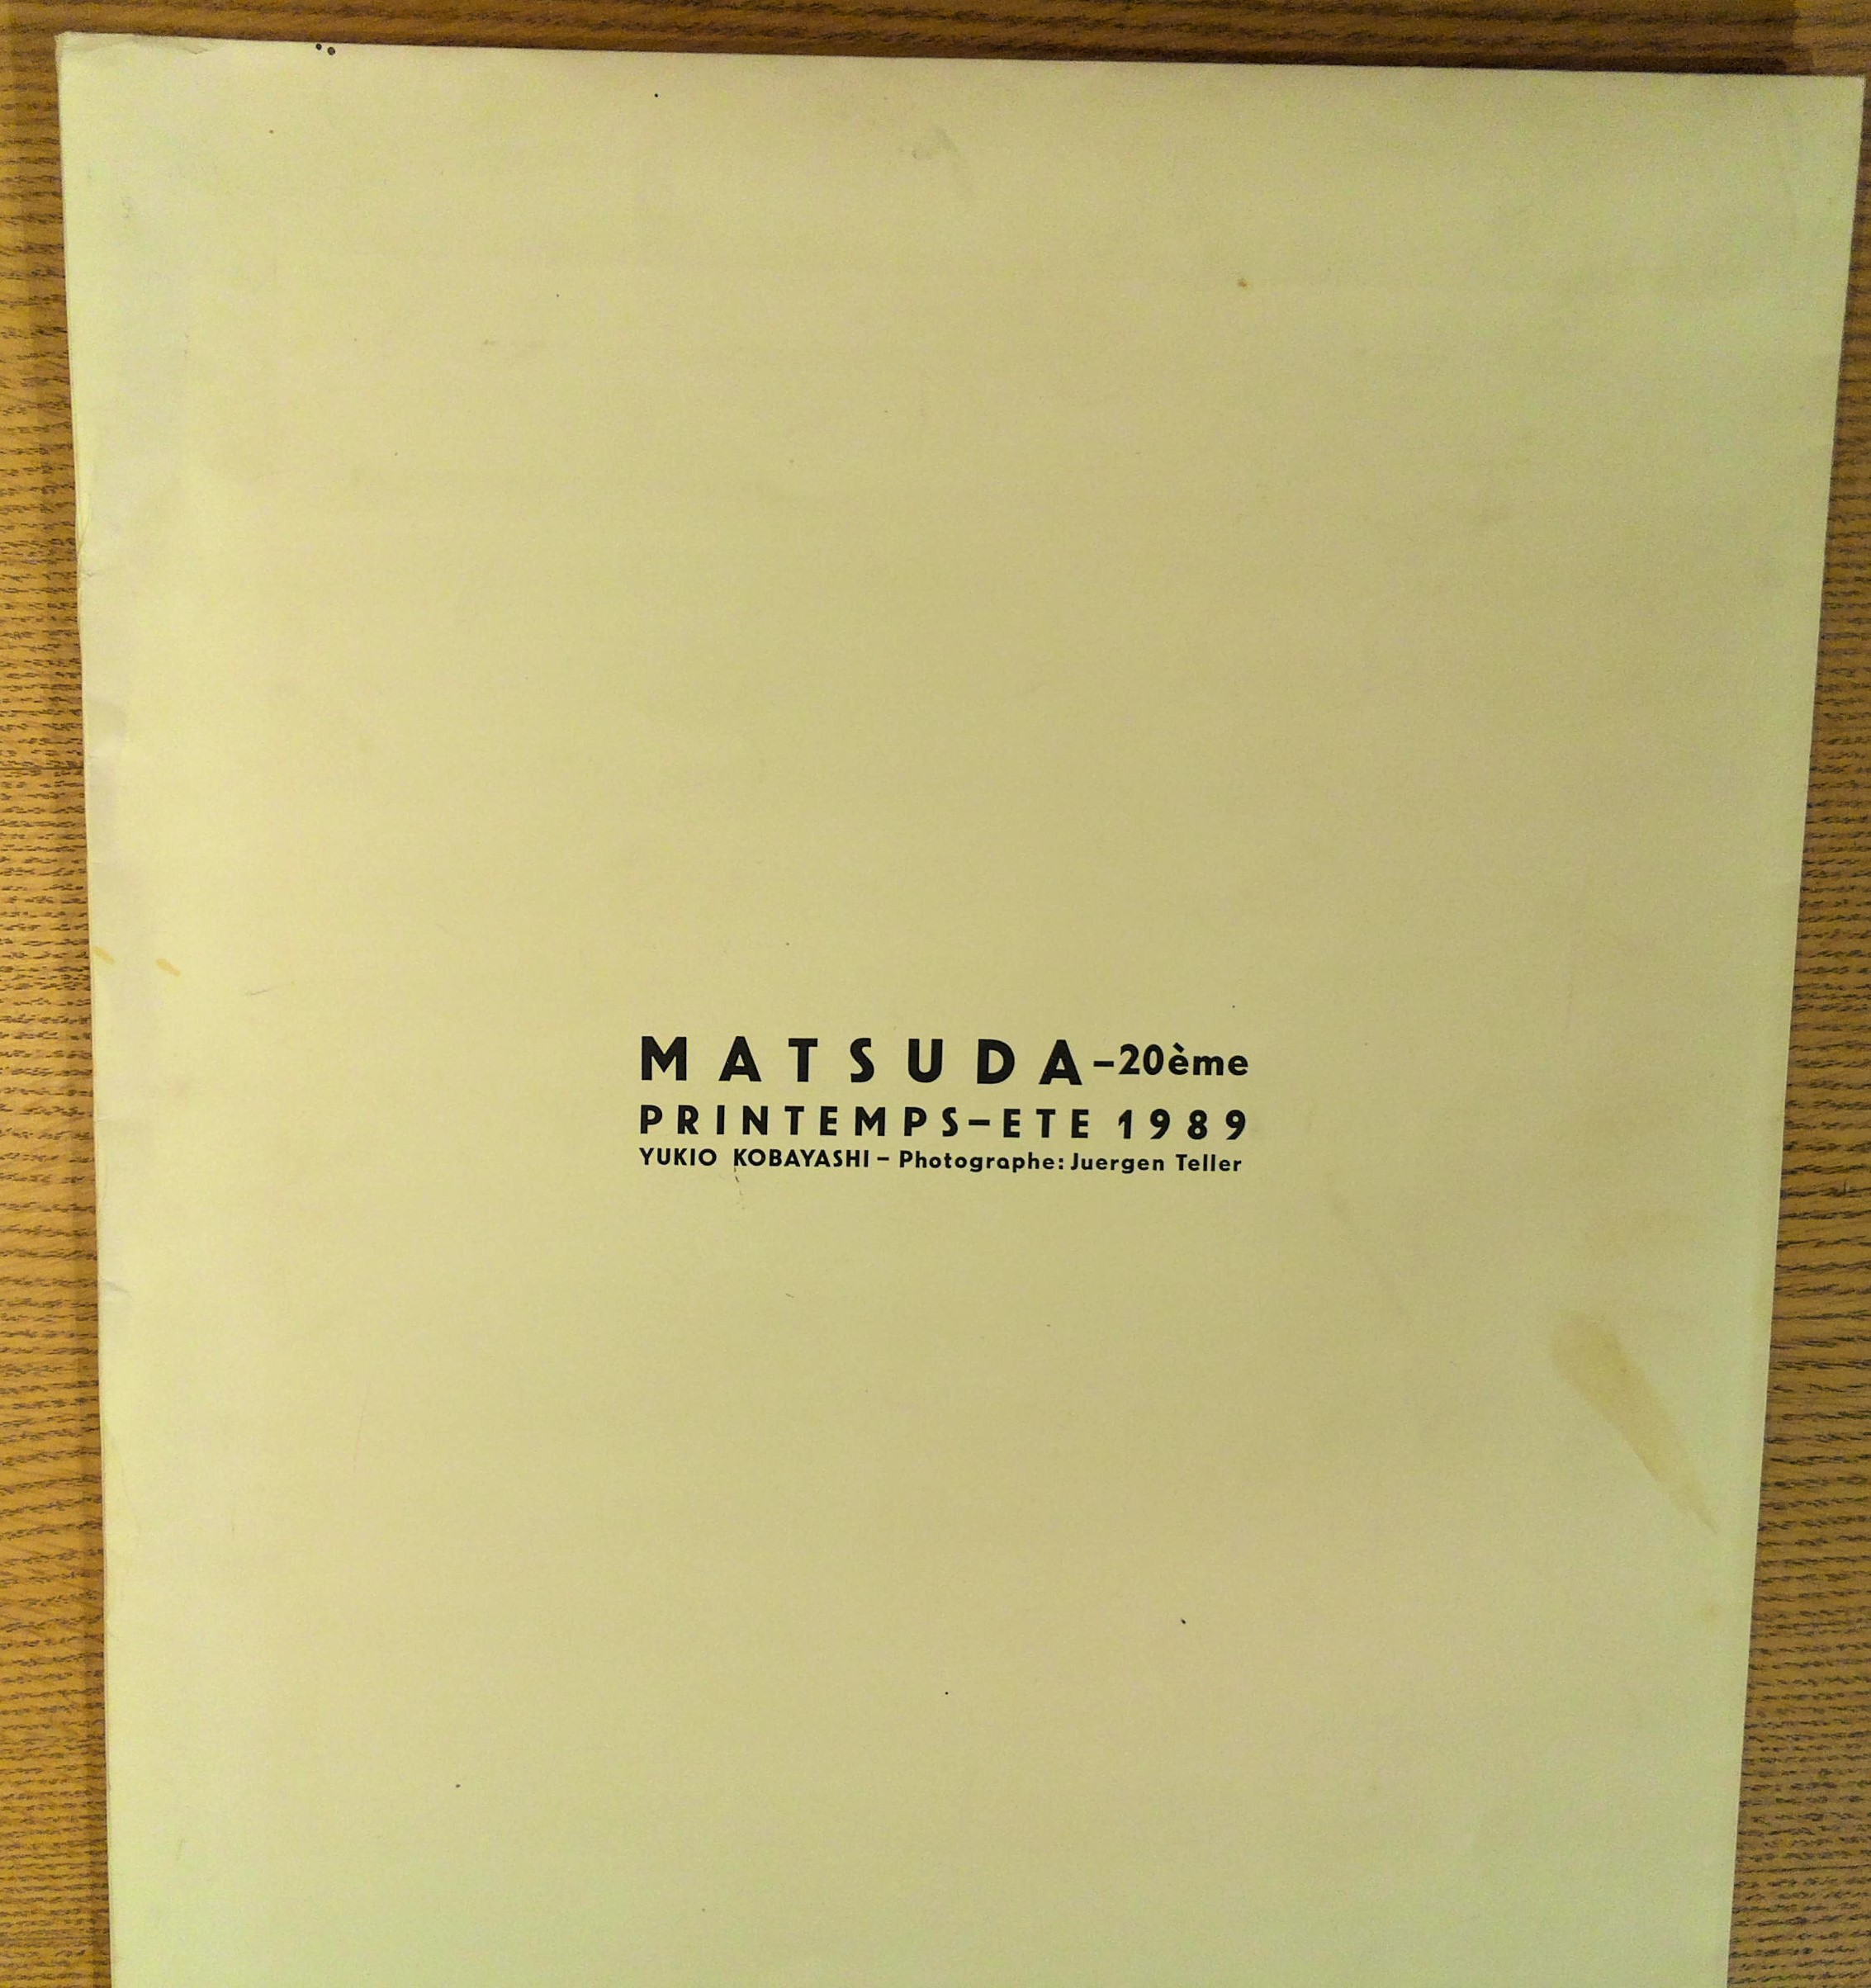 MATSUDA–20ème
PRINTEMPS–ETE 1989
YUKIO KOBAYASHI – Photographe: Juergen Teller